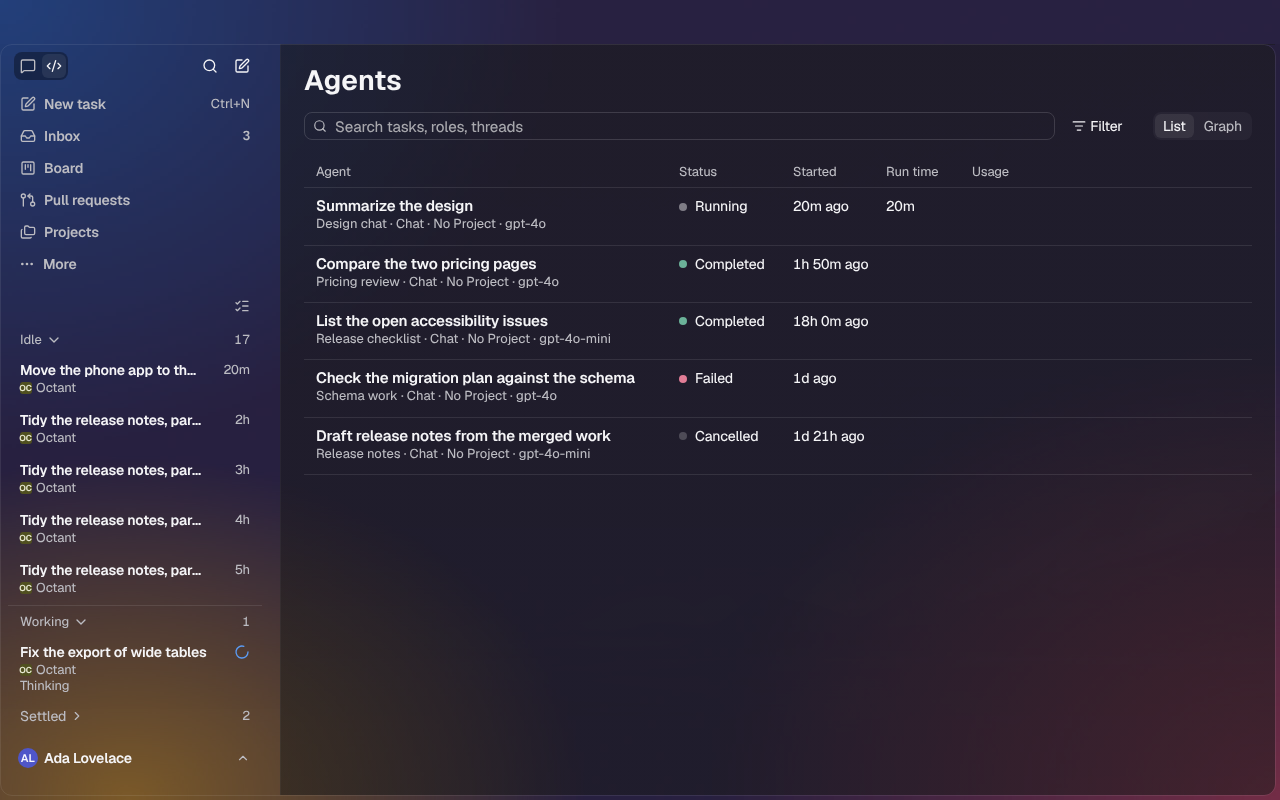 New task Ctrl+N
Inbox 3
Board
Pull requests
Projects
More
Idle 17
Move the phone app to th... 20m
OC Octant
Tidy the release notes, par... 2h
OC Octant
Tidy the release notes, par... 3h
OC Octant
Tidy the release notes, par... 4h
OC Octant
Tidy the release notes, par... 5h
OC Octant
Working 1
Fix the export of wide tables
OC Octant
Thinking
Settled 2
AL Ada Lovelace
Agents
Search tasks, roles, threads Filter List Graph
Agent Status Started Run time Usage
Summarize the design Running 20m ago 20m
Design chat · Chat · No Project · gpt-4o
Compare the two pricing pages Completed 1h 50m ago
Pricing review · Chat · No Project · gpt-4o
List the open accessibility issues Completed 18h 0m ago
Release checklist · Chat · No Project · gpt-4o-mini
Check the migration plan against the schema Failed 1d ago
Schema work · Chat · No Project · gpt-4o
Draft release notes from the merged work Cancelled 1d 21h ago
Release notes · Chat · No Project · gpt-4o-mini